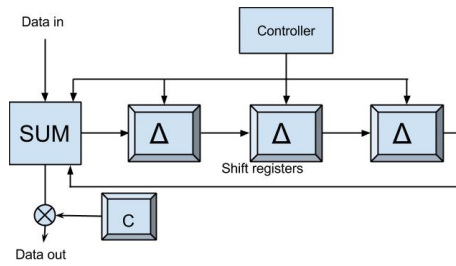 Data in
Controller
SUM
Δ
Δ
Δ
Shift registers
C
Data out